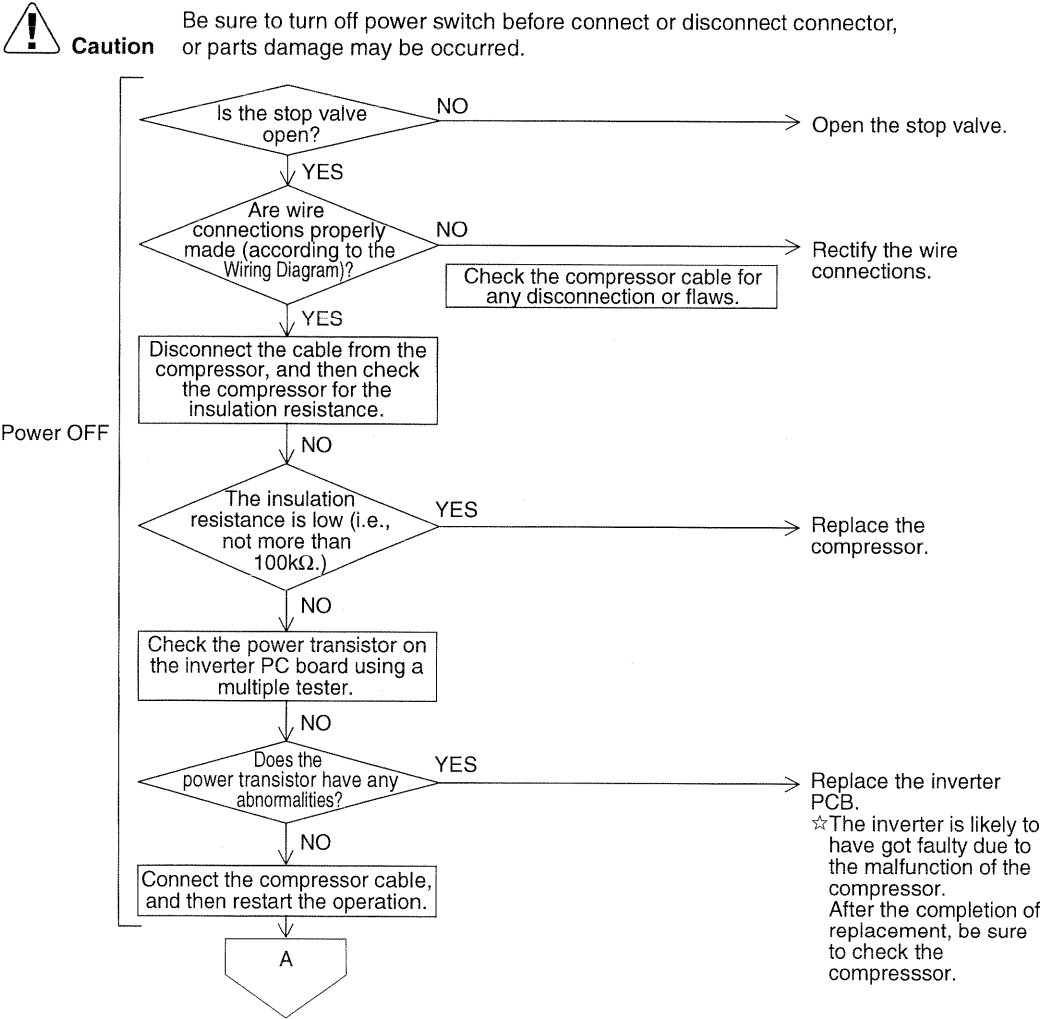 Caution
Be sure to turn off power switch before connect or disconnect connector,
or parts damage may be occurred.
Is the stop valve
open?
NO
Open the stop valve.
YES
Are wire
connections properly
made (according to the
Wiring Diagram)?
NO
Rectify the wire
connections.
Check the compressor cable for
any disconnection or flaws.
YES
Disconnect the cable from the
compressor, and then check
the compressor for the
insulation resistance.
Power OFF
NO
The insulation
resistance is low (i.e.,
not more than
100kΩ.)
YES
Replace the
compressor.
NO
Check the power transistor on
the inverter PC board using a
multiple tester.
NO
Does the
power transistor have any
abnormalities?
YES
Replace the inverter
PCB.
☆The inverter is likely to
have got faulty due to
the malfunction of the
compressor.
After the completion of
replacement, be sure
to check the
compresssor.
NO
Connect the compressor cable,
and then restart the operation.
A